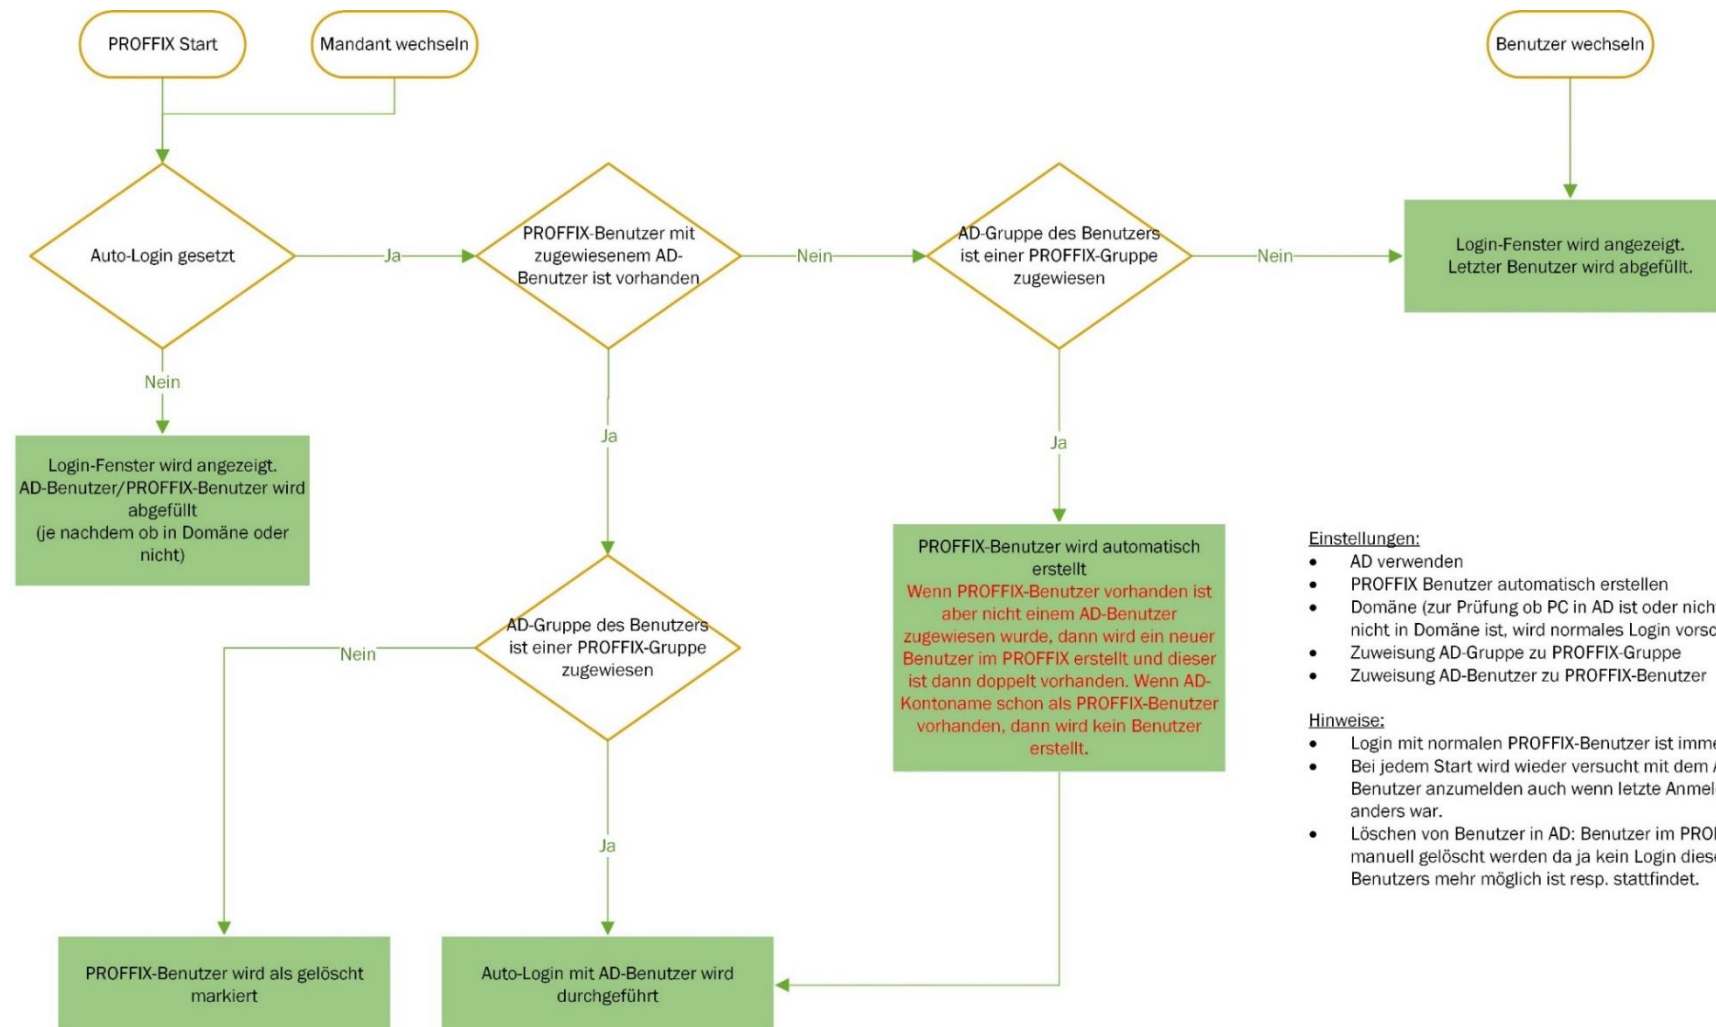 PROFFIX Start
Mandant wechseln
Benutzer wechseln
Auto-Login gesetzt
Ja
PROFFIX-Benutzer mit
zugewiesenem AD-
Benutzer ist vorhanden
Nein
AD-Gruppe des Benutzers
ist einer PROFFIX-Gruppe
zugewiesen
Nein
Login-Fenster wird angezeigt.
Letzter Benutzer wird abgefüllt.
Nein
Ja
Ja
Login-Fenster wird angezeigt.
AD-Benutzer/PROFFIX-Benutzer wird
abgefüllt
(je nachdem ob in Domäne oder
nicht)
PROFFIX-Benutzer wird automatisch
erstellt
Wenn PROFFIX-Benutzer vorhanden ist
aber nicht einem AD-Benutzer
zugewiesen wurde, dann wird ein neuer
Benutzer im PROFFIX erstellt und dieser
ist dann doppelt vorhanden. Wenn AD-
Kontoname schon als PROFFIX-Benutzer
vorhanden, dann wird kein Benutzer
erstellt.
AD-Gruppe des Benutzers
ist einer PROFFIX-Gruppe
zugewiesen
Nein
Ja
PROFFIX-Benutzer wird als gelöscht
markiert
Auto-Login mit AD-Benutzer wird
durchgeführt
Einstellungen:
• AD verwenden
• PROFFIX Benutzer automatisch erstellen
• Domäne (zur Prüfung ob PC in AD ist oder
nicht in Domäne ist, wird normales Login
• Zuweisung AD-Gruppe zu PROFFIX-Gruppe
• Zuweisung AD-Benutzer zu PROFFIX-Benutzer
Hinweise:
• Login mit normalen PROFFIX-Benutzer ist
• Bei jedem Start wird wieder versucht mit dem
Benutzer anzumelden auch wenn letzte
anders war.
• Löschen von Benutzer in AD: Benutzer im
manuell gelöscht werden da ja kein Login
Benutzers mehr möglich ist resp. stattfindet.